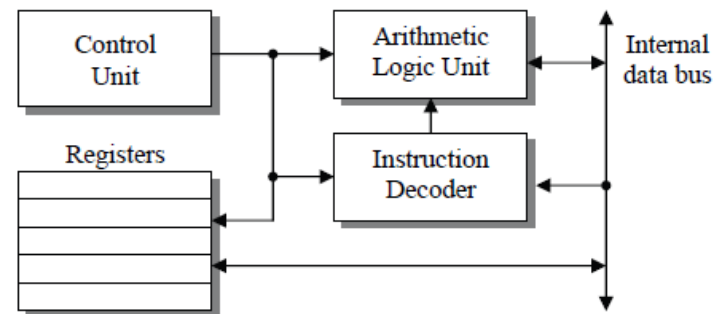 Control
Unit
Arithmetic
Logic Unit
Internal
data bus
Registers
Instruction
Decoder